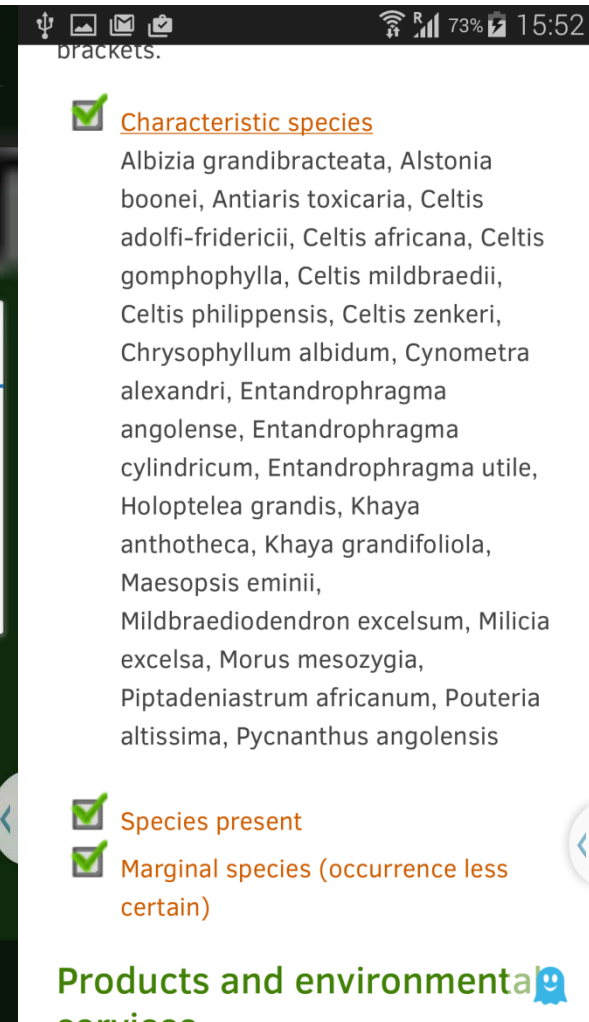 R 73% 15:52
brackets.
Characteristic species
Albizia grandibracteata, Alstonia
boonei, Antiaris toxicaria, Celtis
adolfi-fridericii, Celtis africana, Celtis
gomphophylla, Celtis mildbraedii,
Celtis philippensis, Celtis zenkeri,
Chrysophyllum albidum, Cynometra
alexandri, Entandrophragma
angolense, Entandrophragma
cylindricum, Entandrophragma utile,
Holoptelea grandis, Khaya
anthotheca, Khaya grandifoliola,
Maesopsis eminii,
Mildbraediodendron excelsum, Milicia
excelsa, Morus mesozygia,
Piptadeniastrum africanum, Pouteria
altissima, Pycnanthus angolensis
Species present
Marginal species (occurrence less
certain)
Products and environmental
services